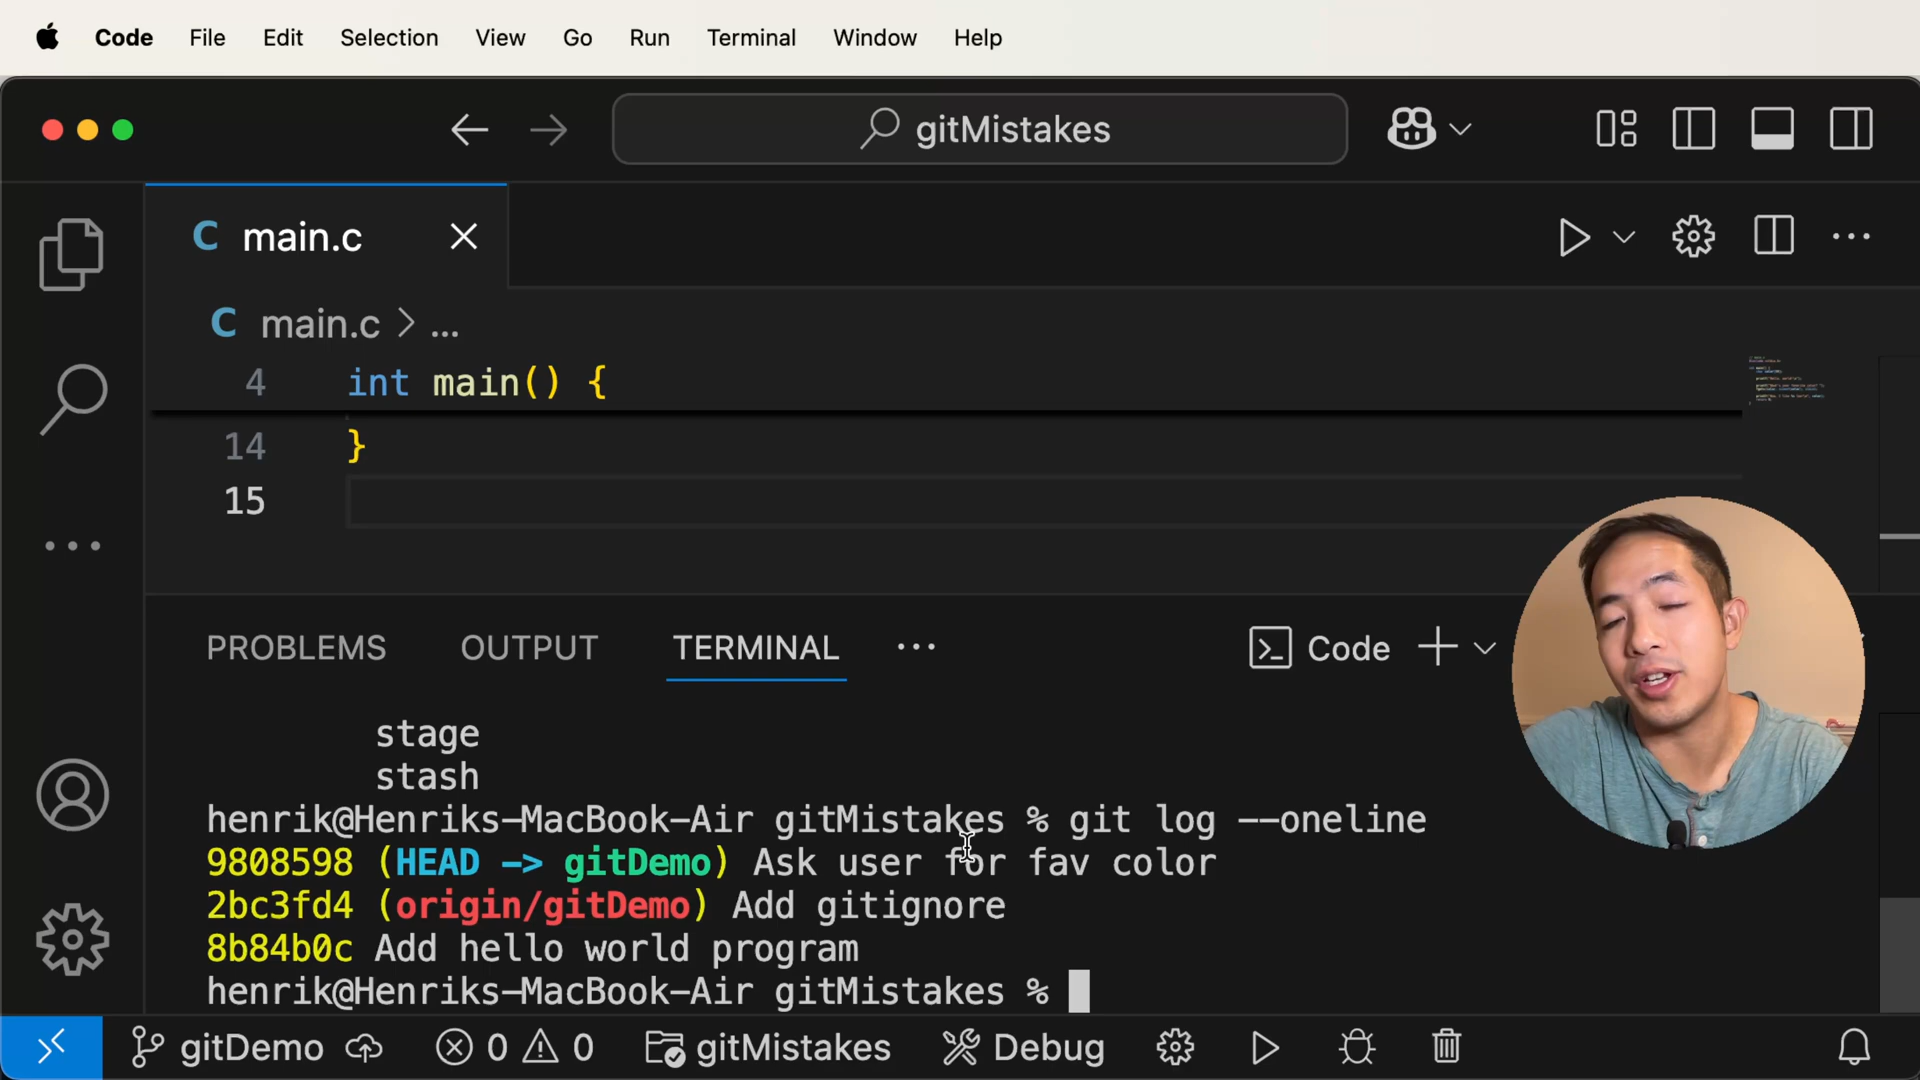 Code File Edit Selection View Go Run Terminal Window Help
gitMistakes
C main.c
C main.c > ...
4 int main() {
14 }
15
PROBLEMS OUTPUT TERMINAL ... Code
stage
stash
henrik@Henriks-MacBook-Air gitMistakes % git log --oneline
9808598 (HEAD -> gitDemo) Ask user for fav color
2bc3fd4 (origin/gitDemo) Add gitignore
8b84b0c Add hello world program
henrik@Henriks-MacBook-Air gitMistakes %
gitDemo 0 0 gitMistakes Debug